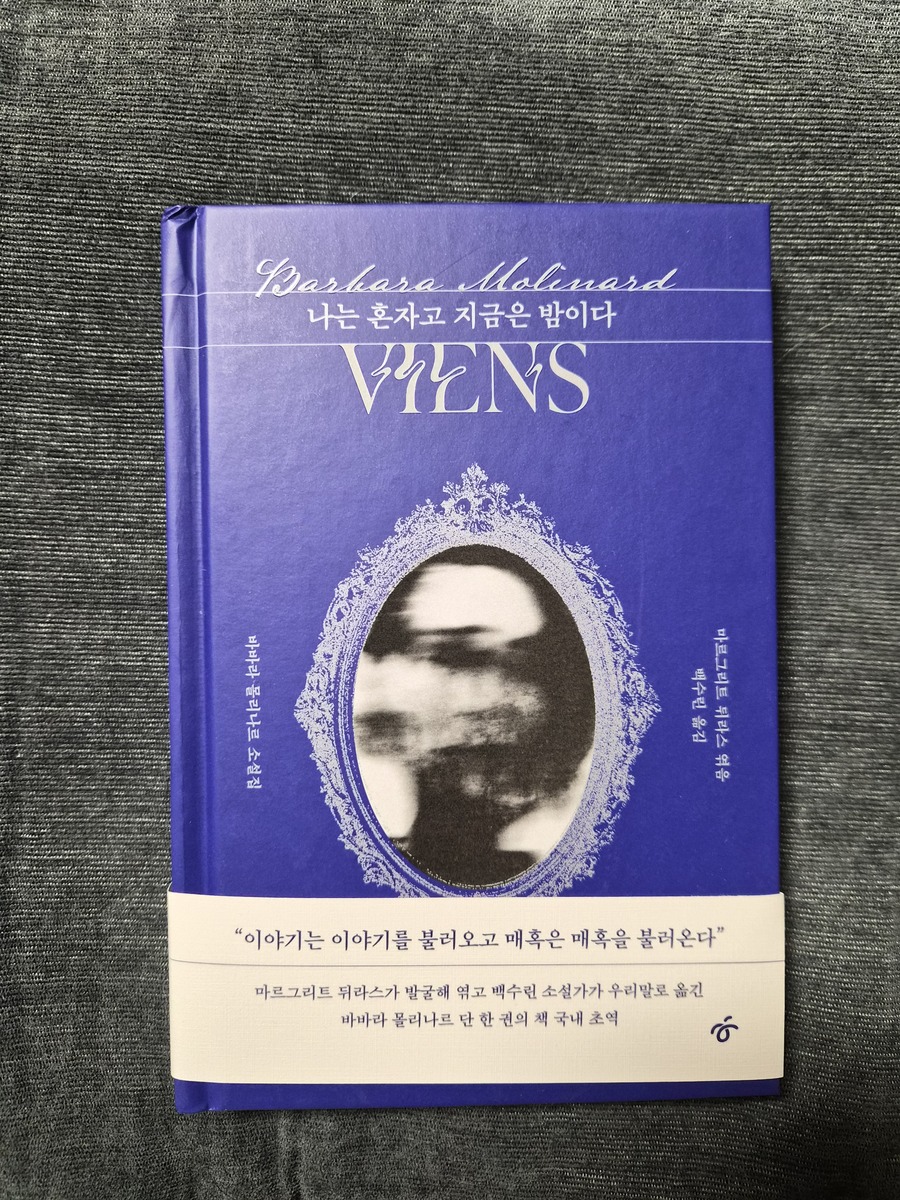 Barbara Molinard
나는 혼자고 지금은 밤이다
VIENS
바바라 몰리나르 소설집
마르그리트 뒤라스 엮음
백수린 옮김
“이야기는 이야기를 불러오고 매혹은 매혹을 불러온다”
마르그리트 뒤라스가 발굴해 엮고 백수린 소설가가 우리말로 옮긴
바바라 몰리나르 단 한 권의 책 국내 초역